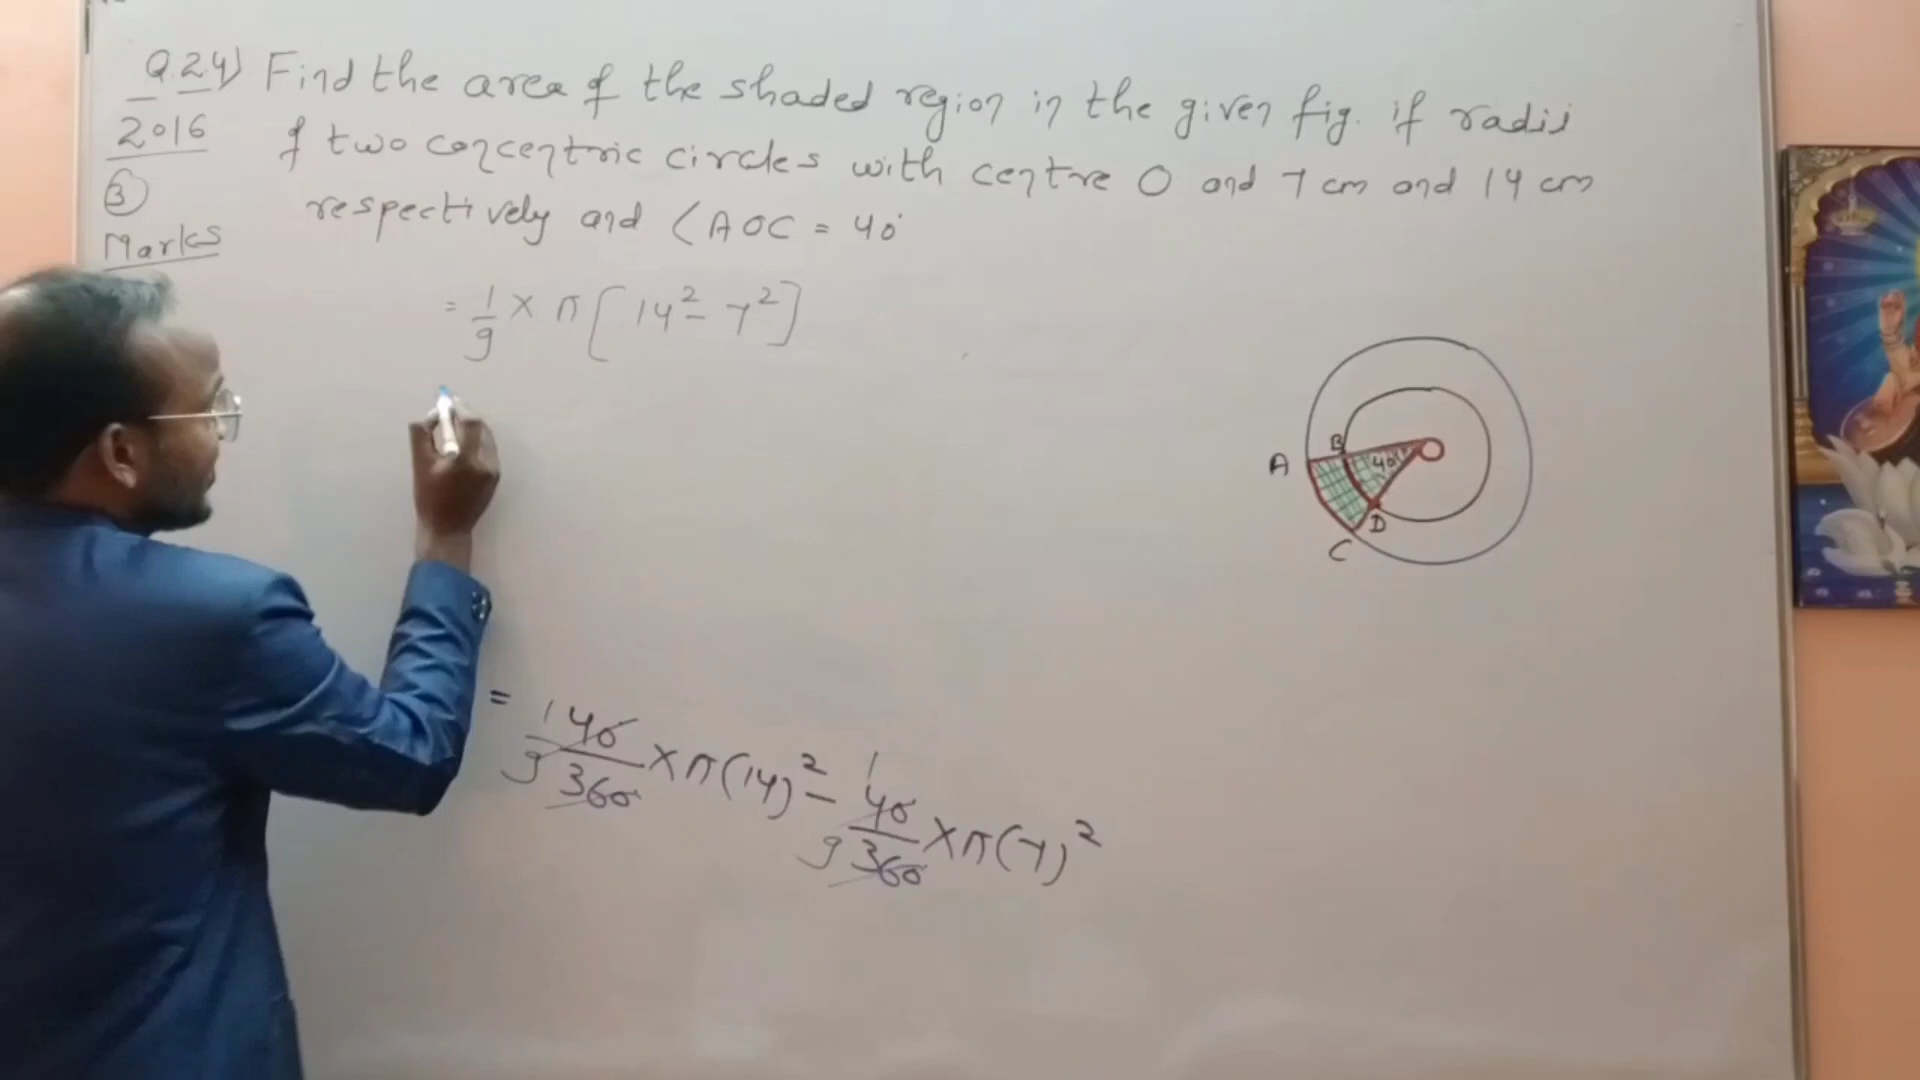 Q.24) Find the area of the shaded region in the given fig. if radii
2016 of two concentric circles with centre O and 7 cm and 14 cm
3 respectively and ∠AOC = 40°
Marks
= 1/9 × π [14² - 7²]
A B 40° O
D
C
= 1 40/9 360 × π(14)² - 1 40/9 360 × π(7)²